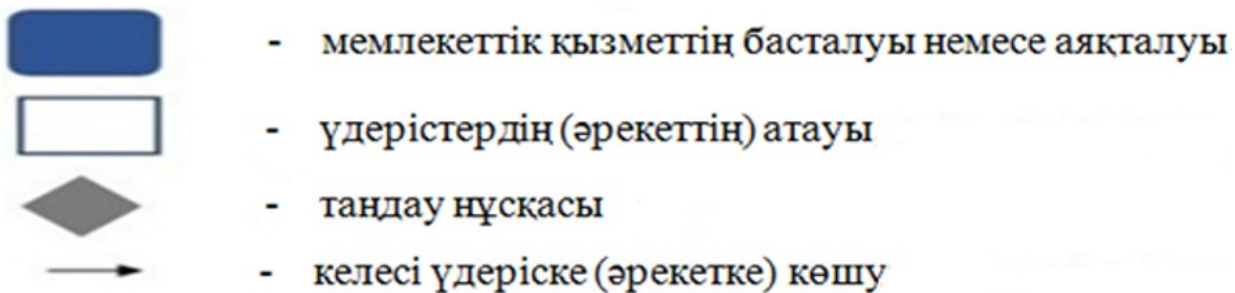 - мемлекеттік қызметтің басталуы немесе аяқталуы
- үдерістердің (әрекеттің) атауы
- таңдау нұсқасы
- келесі үдеріске (әрекетке) көшу